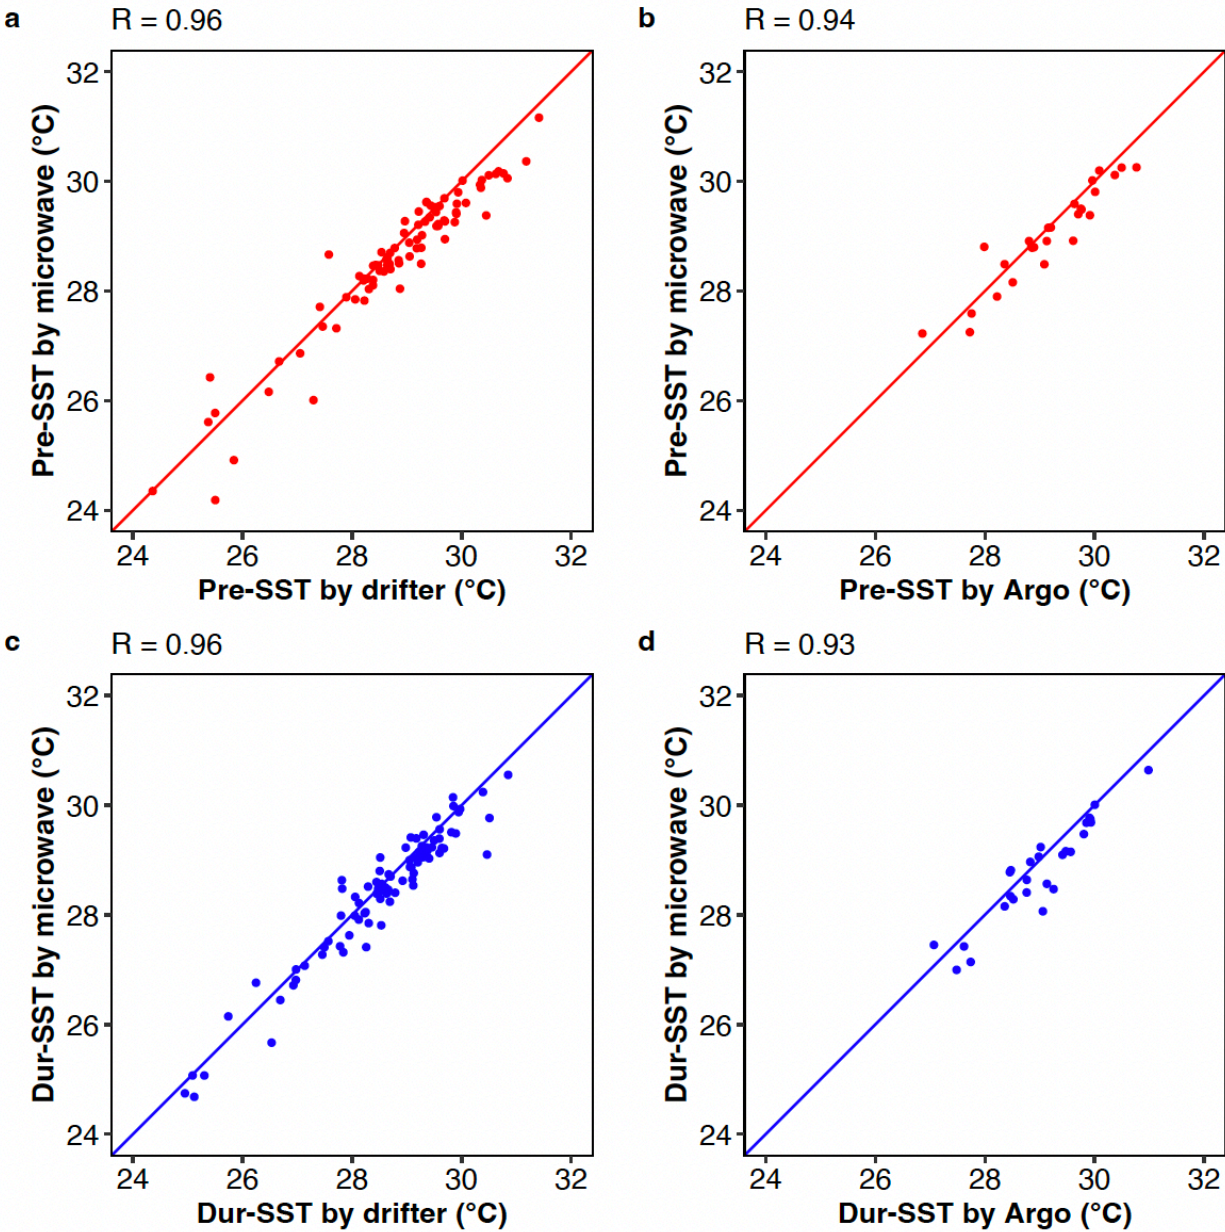 a
R = 0.96
Pre-SST by microwave (°C)
32
30
28
26
24
24 26 28 30 32
Pre-SST by drifter (°C)
b
R = 0.94
Pre-SST by microwave (°C)
32
30
28
26
24
24 26 28 30 32
Pre-SST by Argo (°C)
c
R = 0.96
Dur-SST by microwave (°C)
32
30
28
26
24
24 26 28 30 32
Dur-SST by drifter (°C)
d
R = 0.93
Dur-SST by microwave (°C)
32
30
28
26
24
24 26 28 30 32
Dur-SST by Argo (°C)